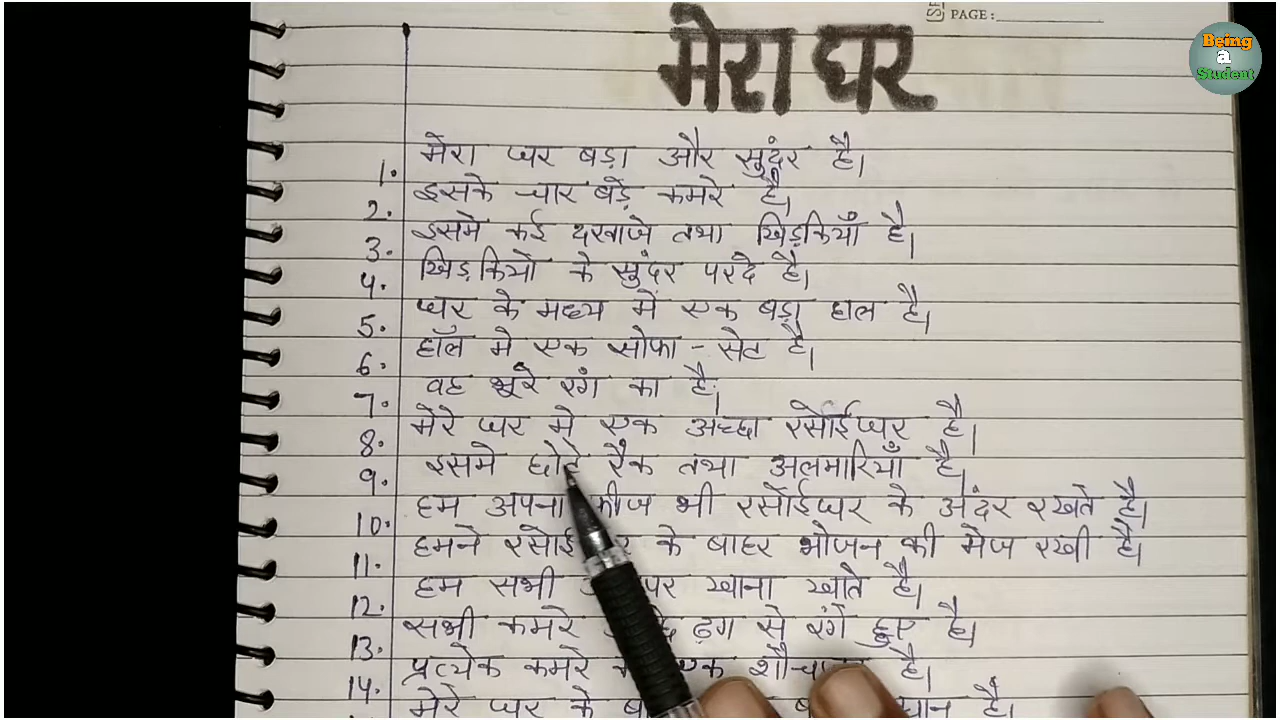 PAGE:
Being
a
Student
मेरा घर
1. मेरा घर बड़ा और सुदंर है।
2. इसके चार बड़े कमरे है।
3. इसमें कई दरवाजे तथा खिड़कियाँ है।
4. खिड़कियों के सुंदर परदे है।
5. घर के मध्य में एक बड़ा हाल है।
6. हॉल मे एक सोफा - सेट है।
7. वह भूरे रंग का है।
8. मेरे घर मे एक अच्छा रसोईघर है।
9. इसमे छोटे रैक तथा अलमारियाँ है।
10. हम अपना भी रसोईघर के अंदर रखते है।
11. हमने के बाहर भोजन की मेज रखी है।
12. हम सभी पर खाना खाते है।
13. सभी कमरे ढ़ग से रंगे हुए है।
14. प्रत्येक कमरे एक है।
मेरे घर के है।